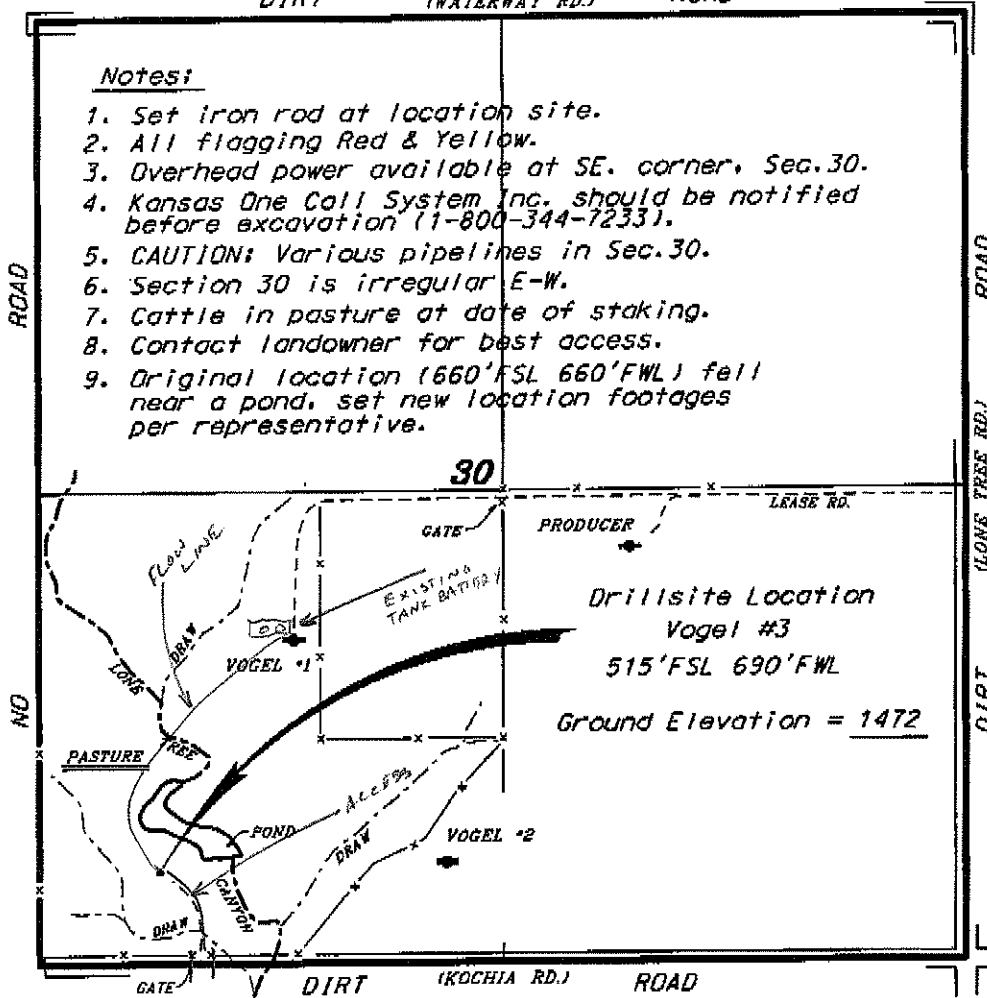 DIRT (WATERWAY RD.) ROAD
Notes:
1. Set iron rod at location site.
2. All flagging Red & Yellow.
3. Overhead power available at SE. corner, Sec.30.
4. Kansas One Call System Inc. should be notified
before excavation (1-800-344-7233).
5. CAUTION: Various pipelines in Sec.30.
6. Section 30 is irregular E-W.
7. Cattle in pasture at date of staking.
8. Contact landowner for best access.
9. Original location (660'FSL 660'FWL) fell
near a pond, set new location footages
per representative.
ROAD
NO
ROAD
(LONE TREE RD.)
DIRT
30
LEASE RD.
GATE
PRODUCER
FLOW
LINE
EXISTING
TANK BATTERY
DRAW
VOGEL #1
LONE
TREE
PASTURE
Drillsite Location
Vogel #3
515'FSL 690'FWL
Ground Elevation = 1472
ACCESS
POND
DRAW
VOGEL #2
CANYON
DRAW
GATE
DIRT (KOCHIA RD.) ROAD